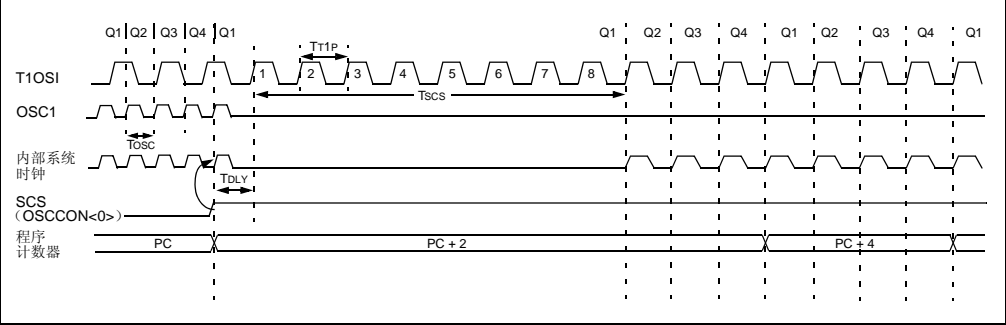 Q1 Q2 Q3 Q4 Q1 Q1 Q2 Q3 Q4 Q1 Q2 Q3 Q4 Q1
TT1P
T1OSI
1 2 3 4 5 6 7 8
TSCS
OSC1
TOSC
内部系统
时钟
TDLY
SCS
（OSCCON<0>）
程序
计数器
PC PC + 2 PC + 4